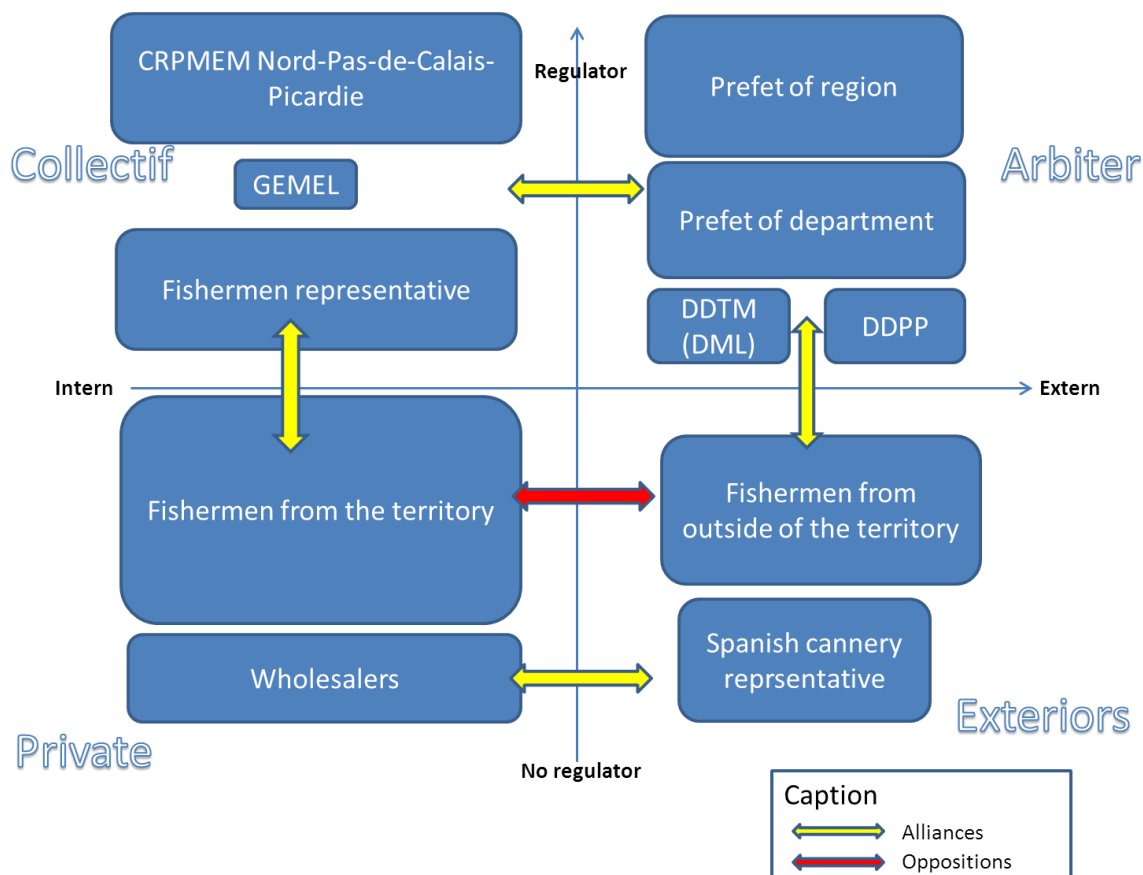 CRPMEM Nord-Pas-de-Calais-
Picardie
Regulator
Prefet of region
Collectif
Arbiter
GEMEL
Prefet of department
Fishermen representative
DDTM
(DML)
DDPP
Intern
Extern
Fishermen from the territory
Fishermen from
outside of the territory
Wholesalers
Spanish cannery
reprsentative
Private
Exteriors
No regulator
Caption
Alliances
Oppositions